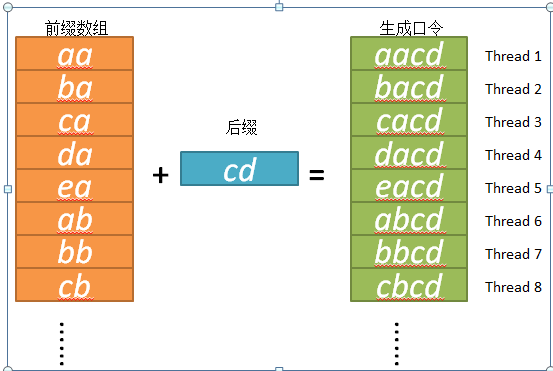 前缀数组 生成口令
aa aacd Thread 1
ba bacd Thread 2
ca cacd Thread 3
后缀
da dacd Thread 4
+ cd =
ea eacd Thread 5
ab abcd Thread 6
bb bbcd Thread 7
cb cbcd Thread 8